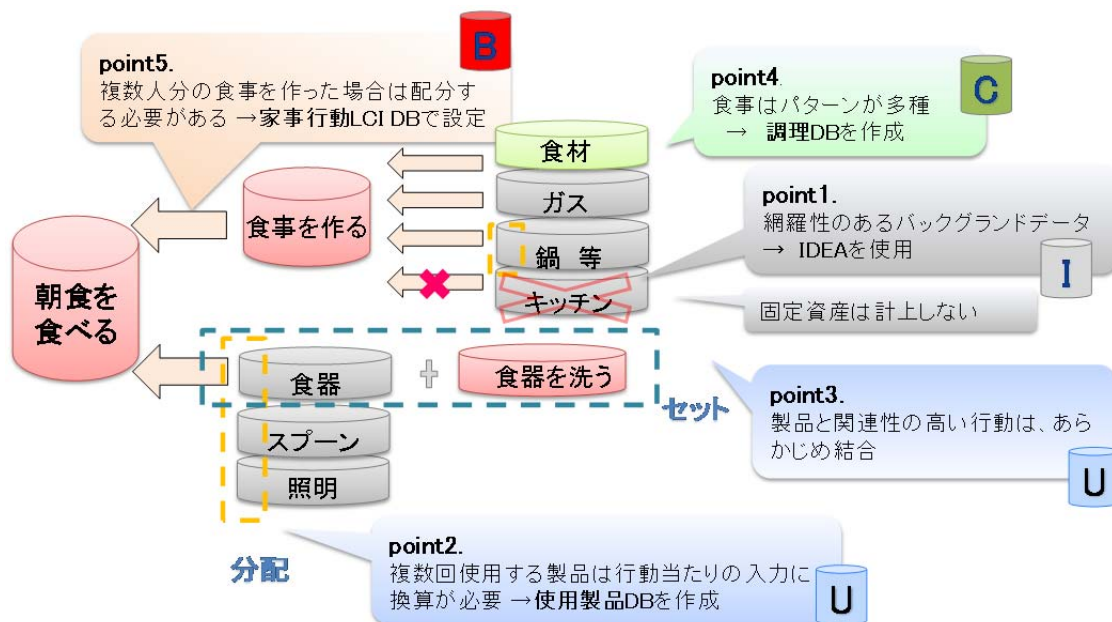 B
point5.
複数人分の食事を作った場合は配分す
る必要がある →家事行動LCI DBで設定
point4.
食事はパターンが多種
→ 調理DBを作成
C
食材
ガス
鍋 等
キッチン
食事を作る
朝食を
食べる
point1.
網羅性のあるバックグランドデータ
→ IDEAを使用
I
固定資産は計上しない
食器
食器を洗う
セット
スプーン
照明
分配
point3.
製品と関連性の高い行動は、あら
かじめ結合
U
point2.
複数回使用する製品は行動当たりの入力に
換算が必要 →使用製品DBを作成
U